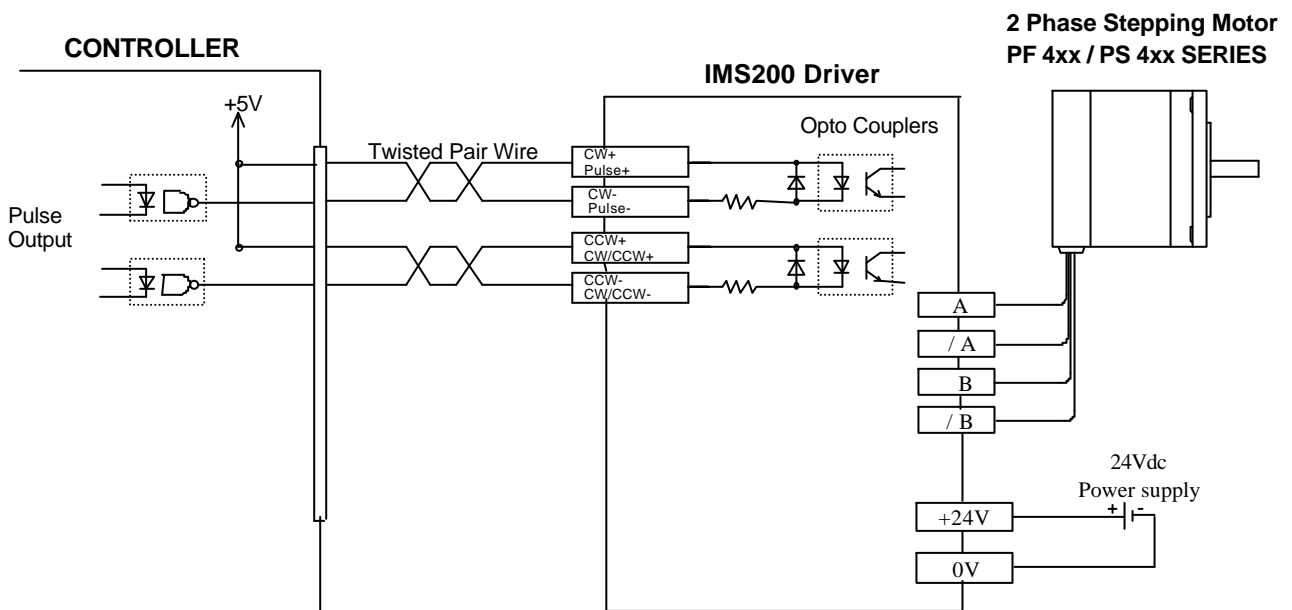 2 Phase Stepping Motor
PF 4xx / PS 4xx SERIES
CONTROLLER
IMS200 Driver
+5V
Opto Couplers
Twisted Pair Wire
CW+
Pulse+
CW-
Pulse-
Pulse
Output
CCW+
CW/CCW+
CCW-
CW/CCW-
A
/ A
B
/ B
24Vdc
Power supply
+ -
+24V
0V